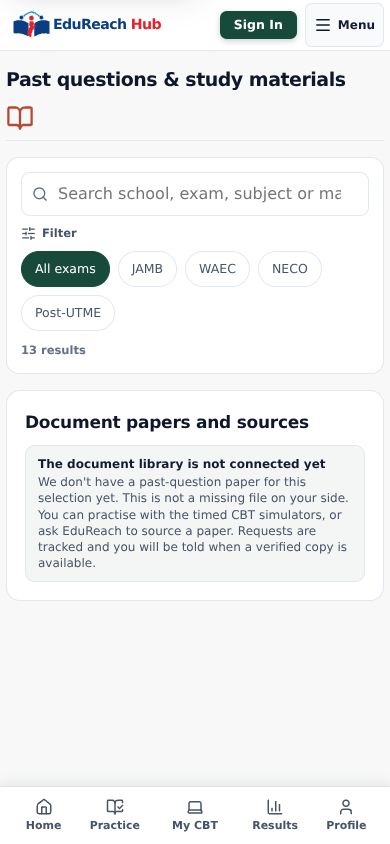 EduReach Hub
Sign In
Menu
Past questions & study materials
Search school, exam, subject or ma
Filter
All exams
JAMB
WAEC
NECO
Post-UTME
13 results
Document papers and sources
The document library is not connected yet
We don't have a past-question paper for this
selection yet. This is not a missing file on your side.
You can practise with the timed CBT simulators, or
ask EduReach to source a paper. Requests are
tracked and you will be told when a verified copy is
available.
Home
Practice
My CBT
Results
Profile